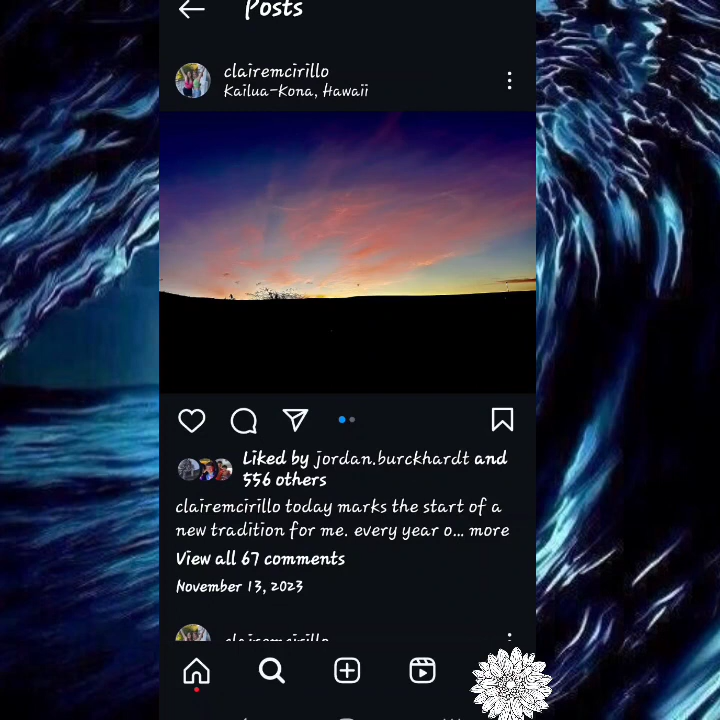 Posts
clairemcirillo
Kailua-Kona, Hawaii
Liked by jordan.burckhardt and
556 others
clairemcirillo today marks the start of a
new tradition for me. every year o... more
View all 67 comments
November 13, 2023
clairemcirillo